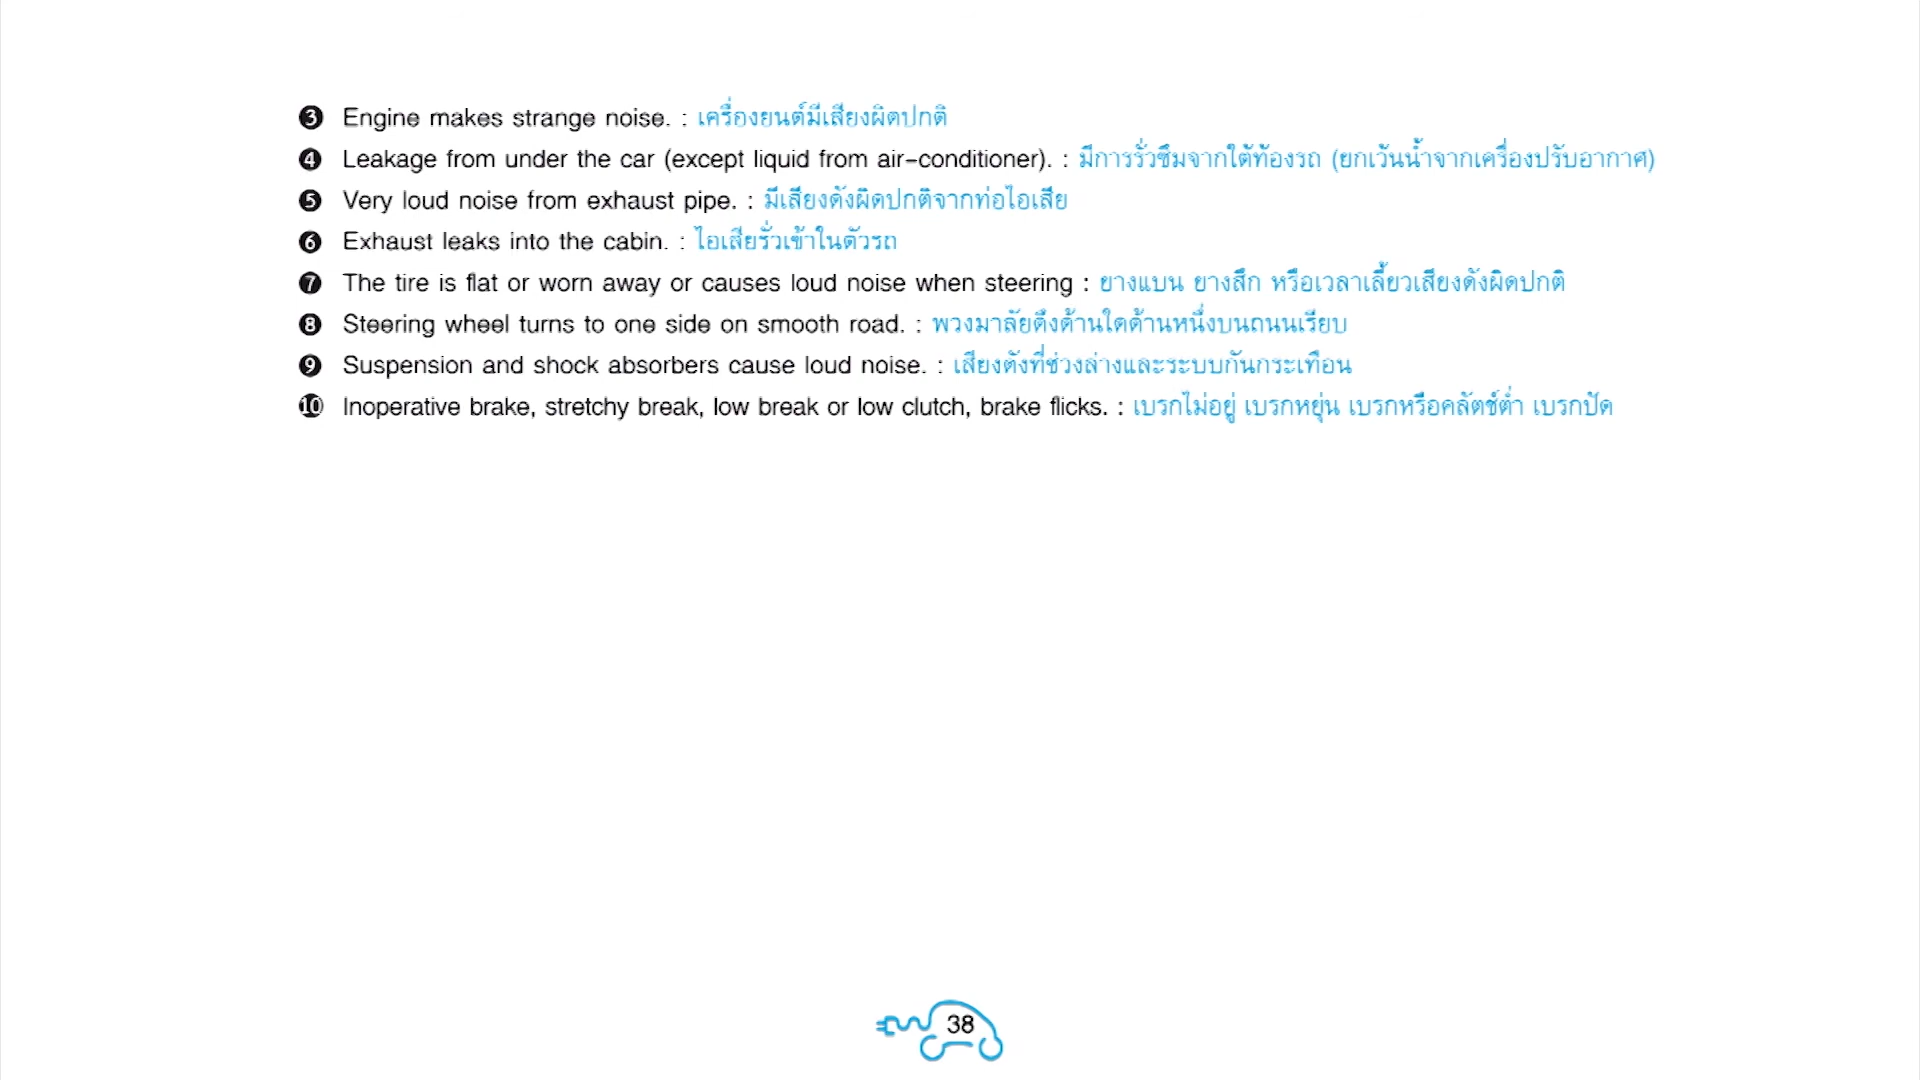 ❸ Engine makes strange noise. : เครื่องยนต์มีเสียงผิดปกติ
❹ Leakage from under the car (except liquid from air-conditioner). : มีการรั่วซึมจากใต้ท้องรถ (ยกเว้นน้ำจากเครื่องปรับอากาศ)
❺ Very loud noise from exhaust pipe. : มีเสียงดังผิดปกติจากท่อไอเสีย
❻ Exhaust leaks into the cabin. : ไอเสียรั่วเข้าในตัวรถ
❼ The tire is flat or worn away or causes loud noise when steering : ยางแบน ยางสึก หรือเวลาเลี้ยวเสียงดังผิดปกติ
❽ Steering wheel turns to one side on smooth road. : พวงมาลัยดึงด้านใดด้านหนึ่งบนถนนเรียบ
❾ Suspension and shock absorbers cause loud noise. : เสียงดังที่ช่วงล่างและระบบกันกระเทือน
❿ Inoperative brake, stretchy break, low break or low clutch, brake flicks. : เบรกไม่อยู่ เบรกหยุ่น เบรกหรือคลัตช์ต่ำ เบรกปัด
38